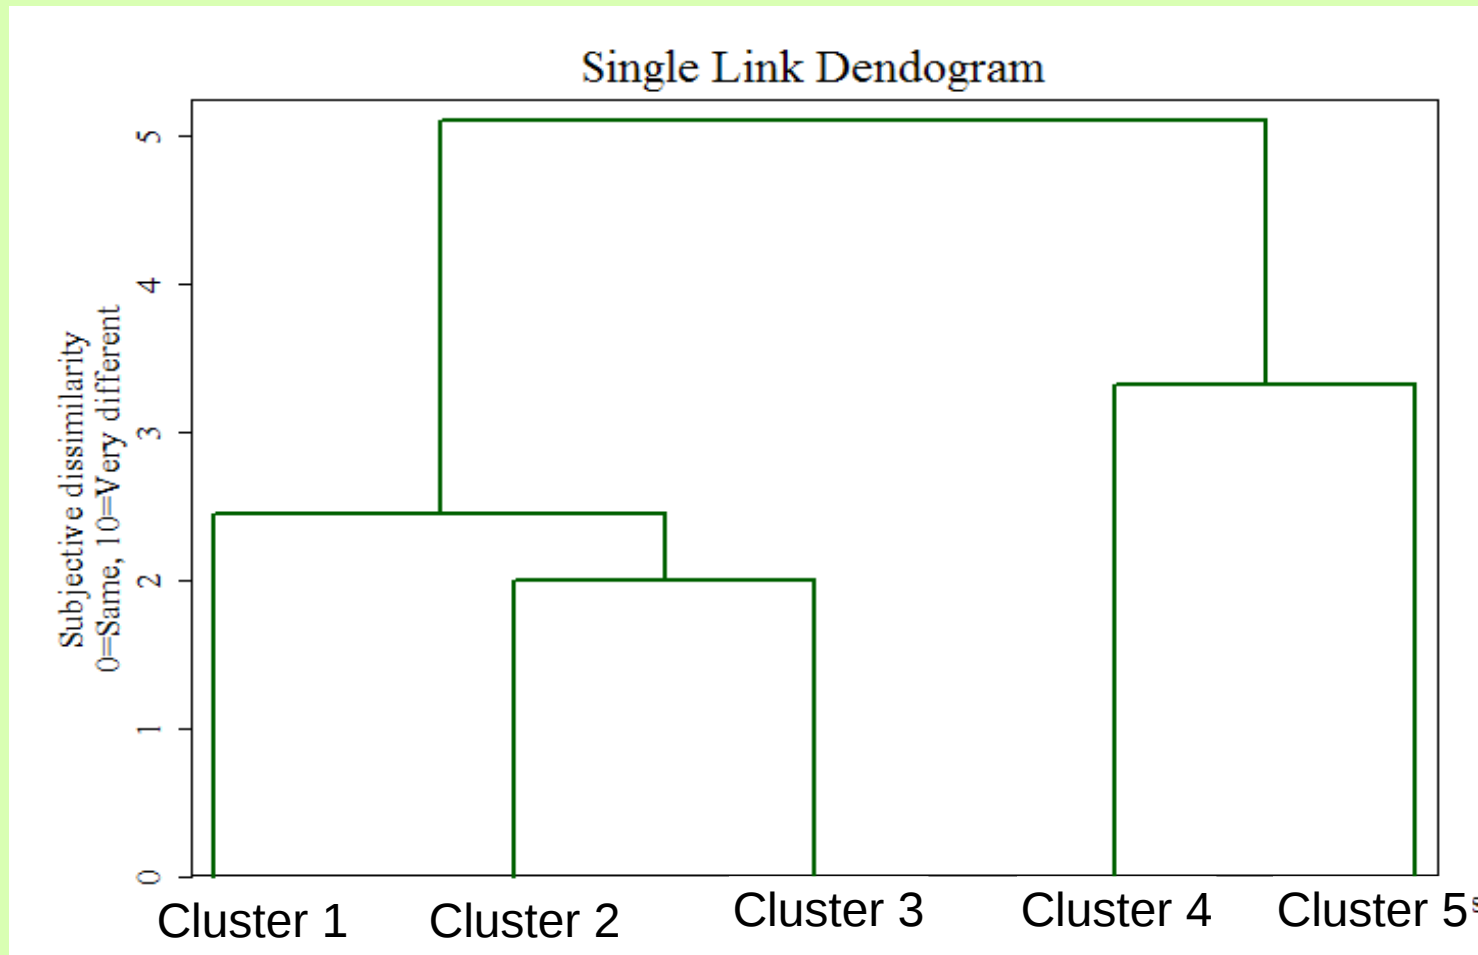 Single Link Dendogram
5
4
3
2
1
0
Subjective dissimilarity
0=Same, 10=Very different
Cluster 1
Cluster 2
Cluster 3
Cluster 4
Cluster 5
s